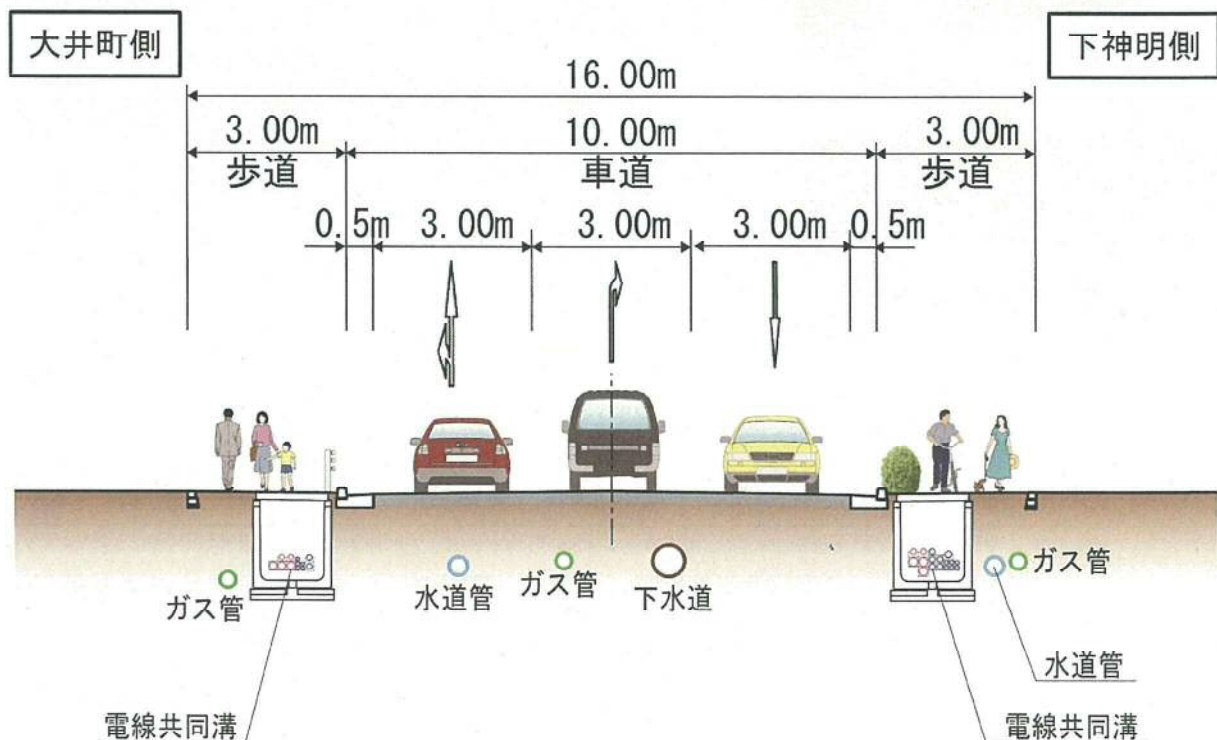 大井町側
下神明側
16.00m
3.00m
10.00m
3.00m
歩道
車道
歩道
0.5m
3.00m
3.00m
3.00m
0.5m
ガス管
水道管
ガス管
下水道
ガス管
水道管
電線共同溝
電線共同溝